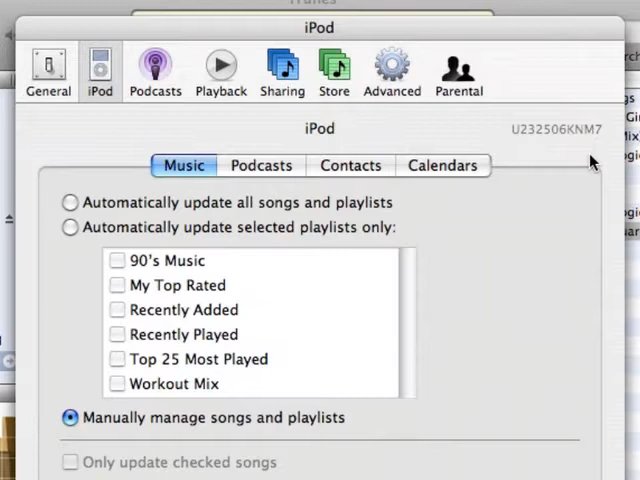 iTunes
iPod
General
iPod
Podcasts
Playback
Sharing
Store
Advanced
Parental
iPod
U232506KNM7
Music
Podcasts
Contacts
Calendars
Automatically update all songs and playlists
Automatically update selected playlists only:
90's Music
My Top Rated
Recently Added
Recently Played
Top 25 Most Played
Workout Mix
Manually manage songs and playlists
Only update checked songs